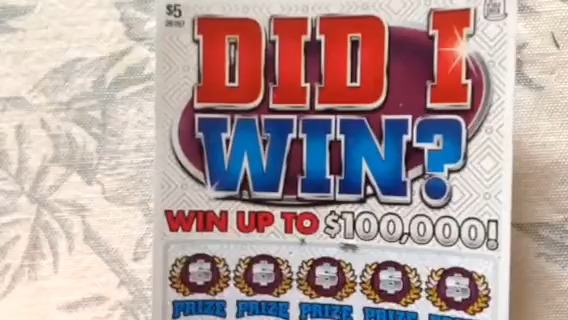 $5
DID I
WIN?
WIN UP TO $100,000!
$ $ $ $ $
PRIZE PRIZE PRIZE PRIZE PRIZE